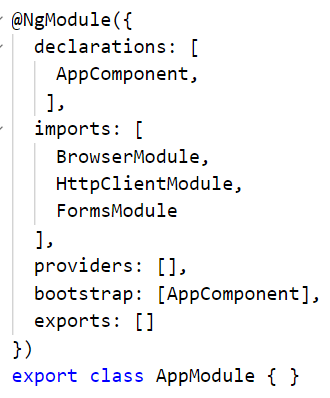 @NgModule({
  declarations: [
    AppComponent,
   ],
  imports: [
    BrowserModule,
    HttpClientModule,
    FormsModule
  ],
  providers: [],
  bootstrap: [AppComponent],
  exports: []
})
export class AppModule { }